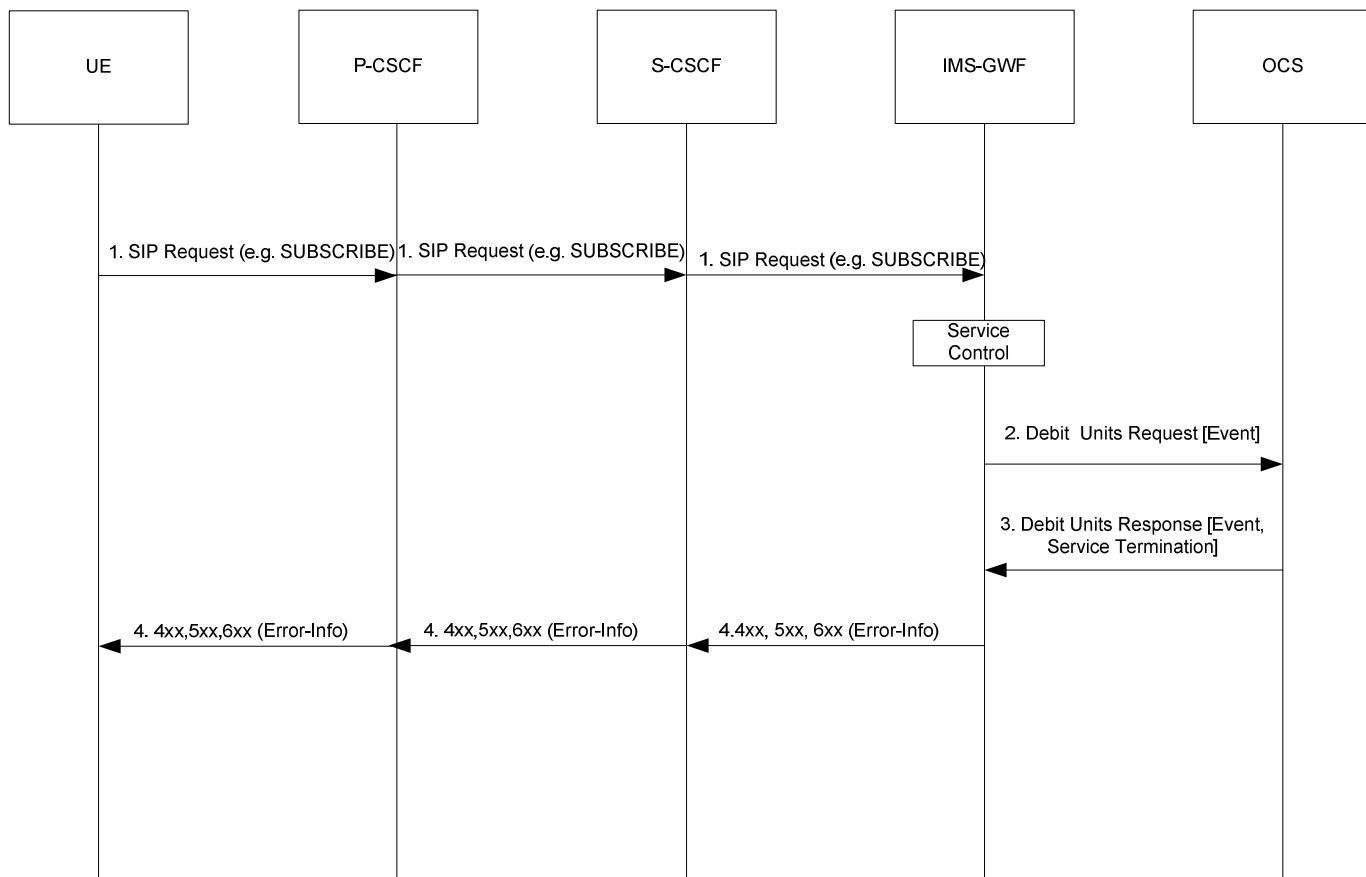 UE
P-CSCF
S-CSCF
IMS-GWF
OCS
1. SIP Request (e.g. SUBSCRIBE)
1. SIP Request (e.g. SUBSCRIBE)
1. SIP Request (e.g. SUBSCRIBE)
Service
Control
2. Debit Units Request [Event]
3. Debit Units Response [Event,
Service Termination]
4. 4xx,5xx,6xx (Error-Info)
4. 4xx,5xx,6xx (Error-Info)
4.4xx, 5xx, 6xx (Error-Info)